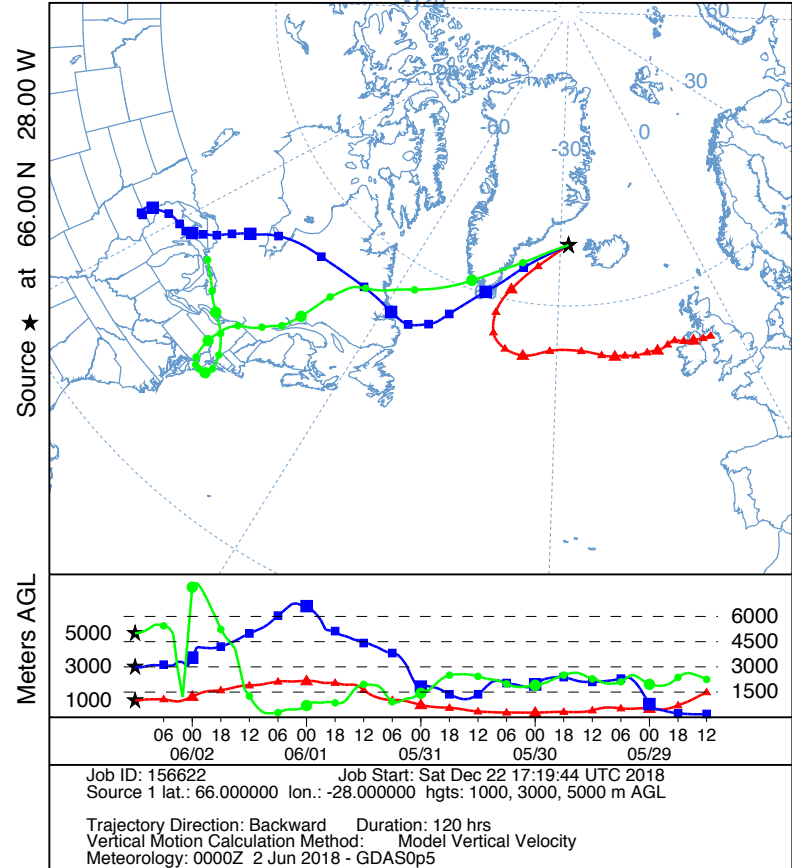 -120
60
30
0
-30
-60
Source ★ at 66.00 N 28.00 W
Meters AGL
5000
3000
1000
6000
4500
3000
1500
06 00 18 12 06 00 18 12 06 00 18 12 06 00 18 12 06 00 18 12
06/02 06/01 05/31 05/30 05/29
Job ID: 156622 Job Start: Sat Dec 22 17:19:44 UTC 2018
Source 1 lat.: 66.000000 lon.: -28.000000 hgts: 1000, 3000, 5000 m AGL
Trajectory Direction: Backward Duration: 120 hrs
Vertical Motion Calculation Method: Model Vertical Velocity
Meteorology: 0000Z 2 Jun 2018 - GDAS0p5